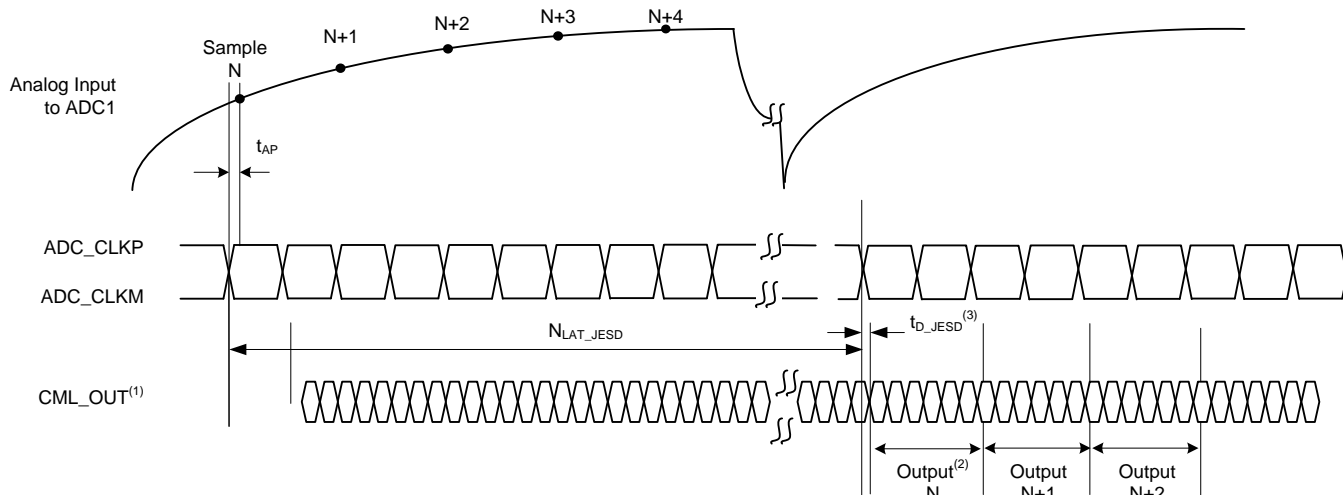 Sample
N
N+1
N+2
N+3
N+4
Analog Input
to ADC1
tAP
ADC_CLKP
ADC_CLKM
NLAT_JESD
tD_JESD(3)
CML_OUT(1)
Output(2)
N
Output
N+1
Output
N+2